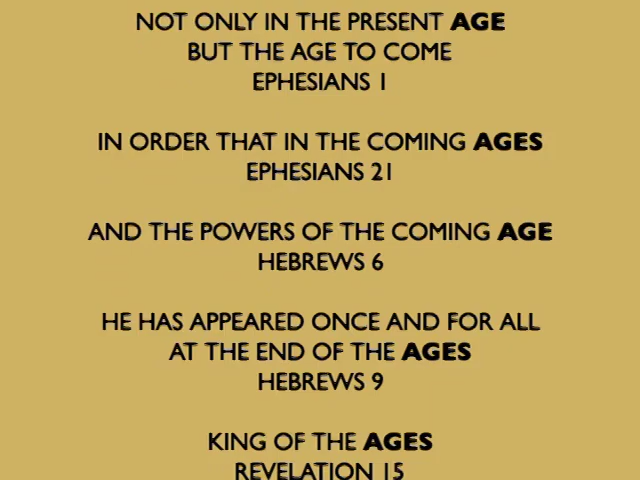 NOT ONLY IN THE PRESENT AGE
BUT THE AGE TO COME
EPHESIANS 1
IN ORDER THAT IN THE COMING AGES
EPHESIANS 21
AND THE POWERS OF THE COMING AGE
HEBREWS 6
HE HAS APPEARED ONCE AND FOR ALL
AT THE END OF THE AGES
HEBREWS 9
KING OF THE AGES
REVELATION 15